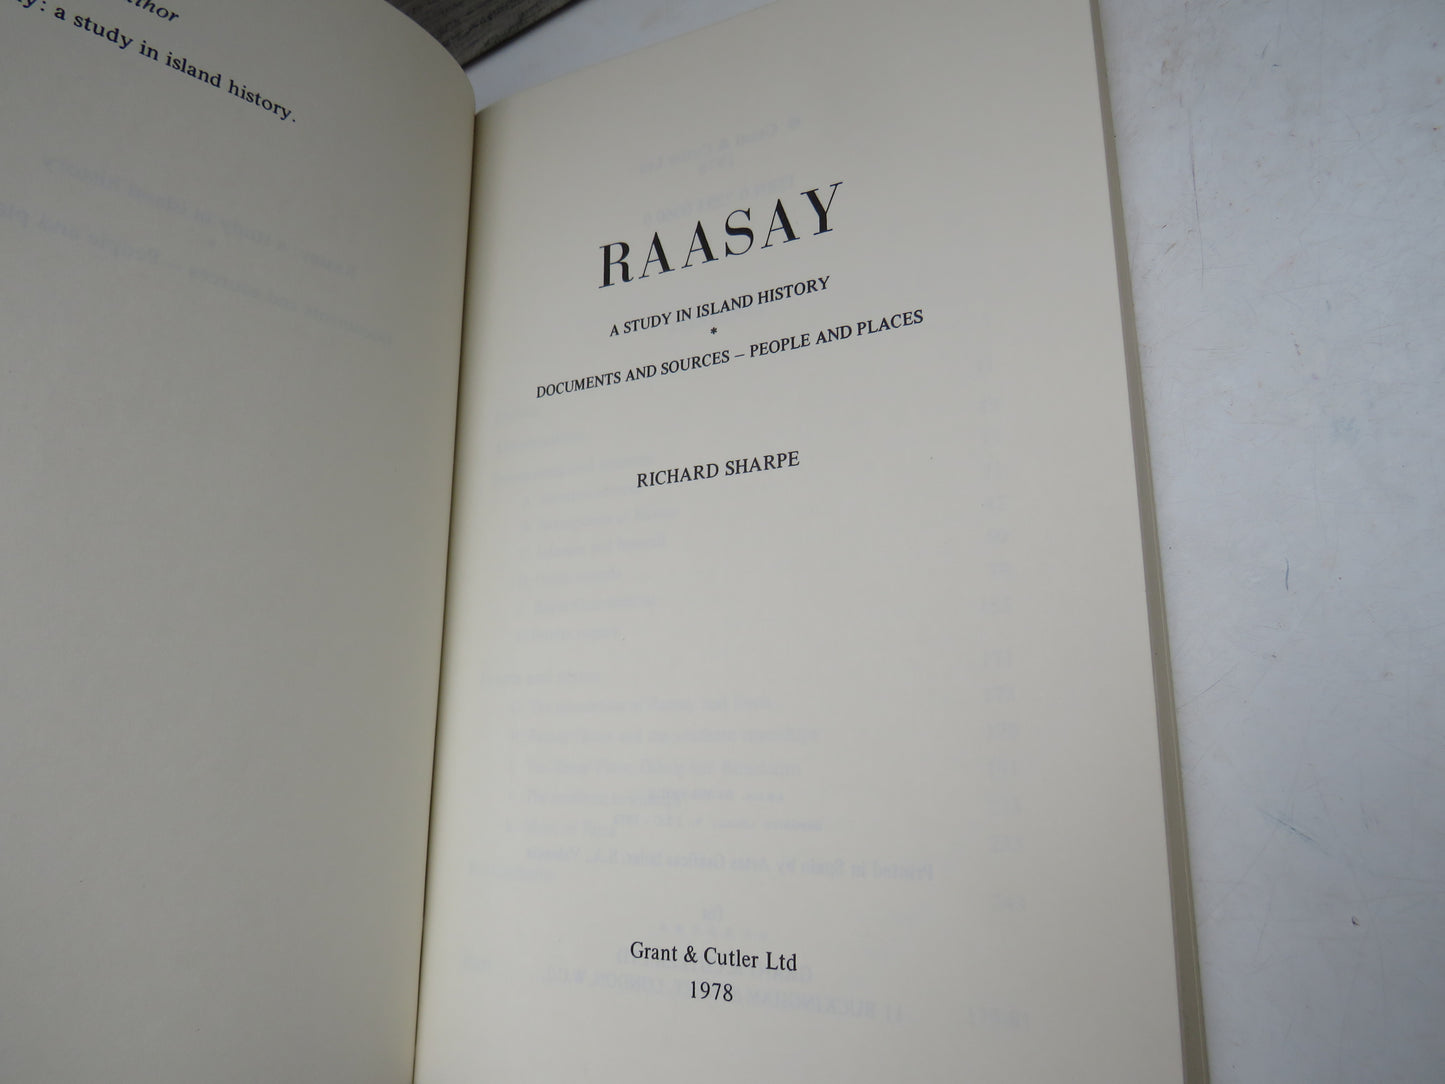 : a study in island history.
RAASAY
A STUDY IN ISLAND HISTORY
*
DOCUMENTS AND SOURCES – PEOPLE AND PLACES
RICHARD SHARPE
Grant & Cutler Ltd
1978